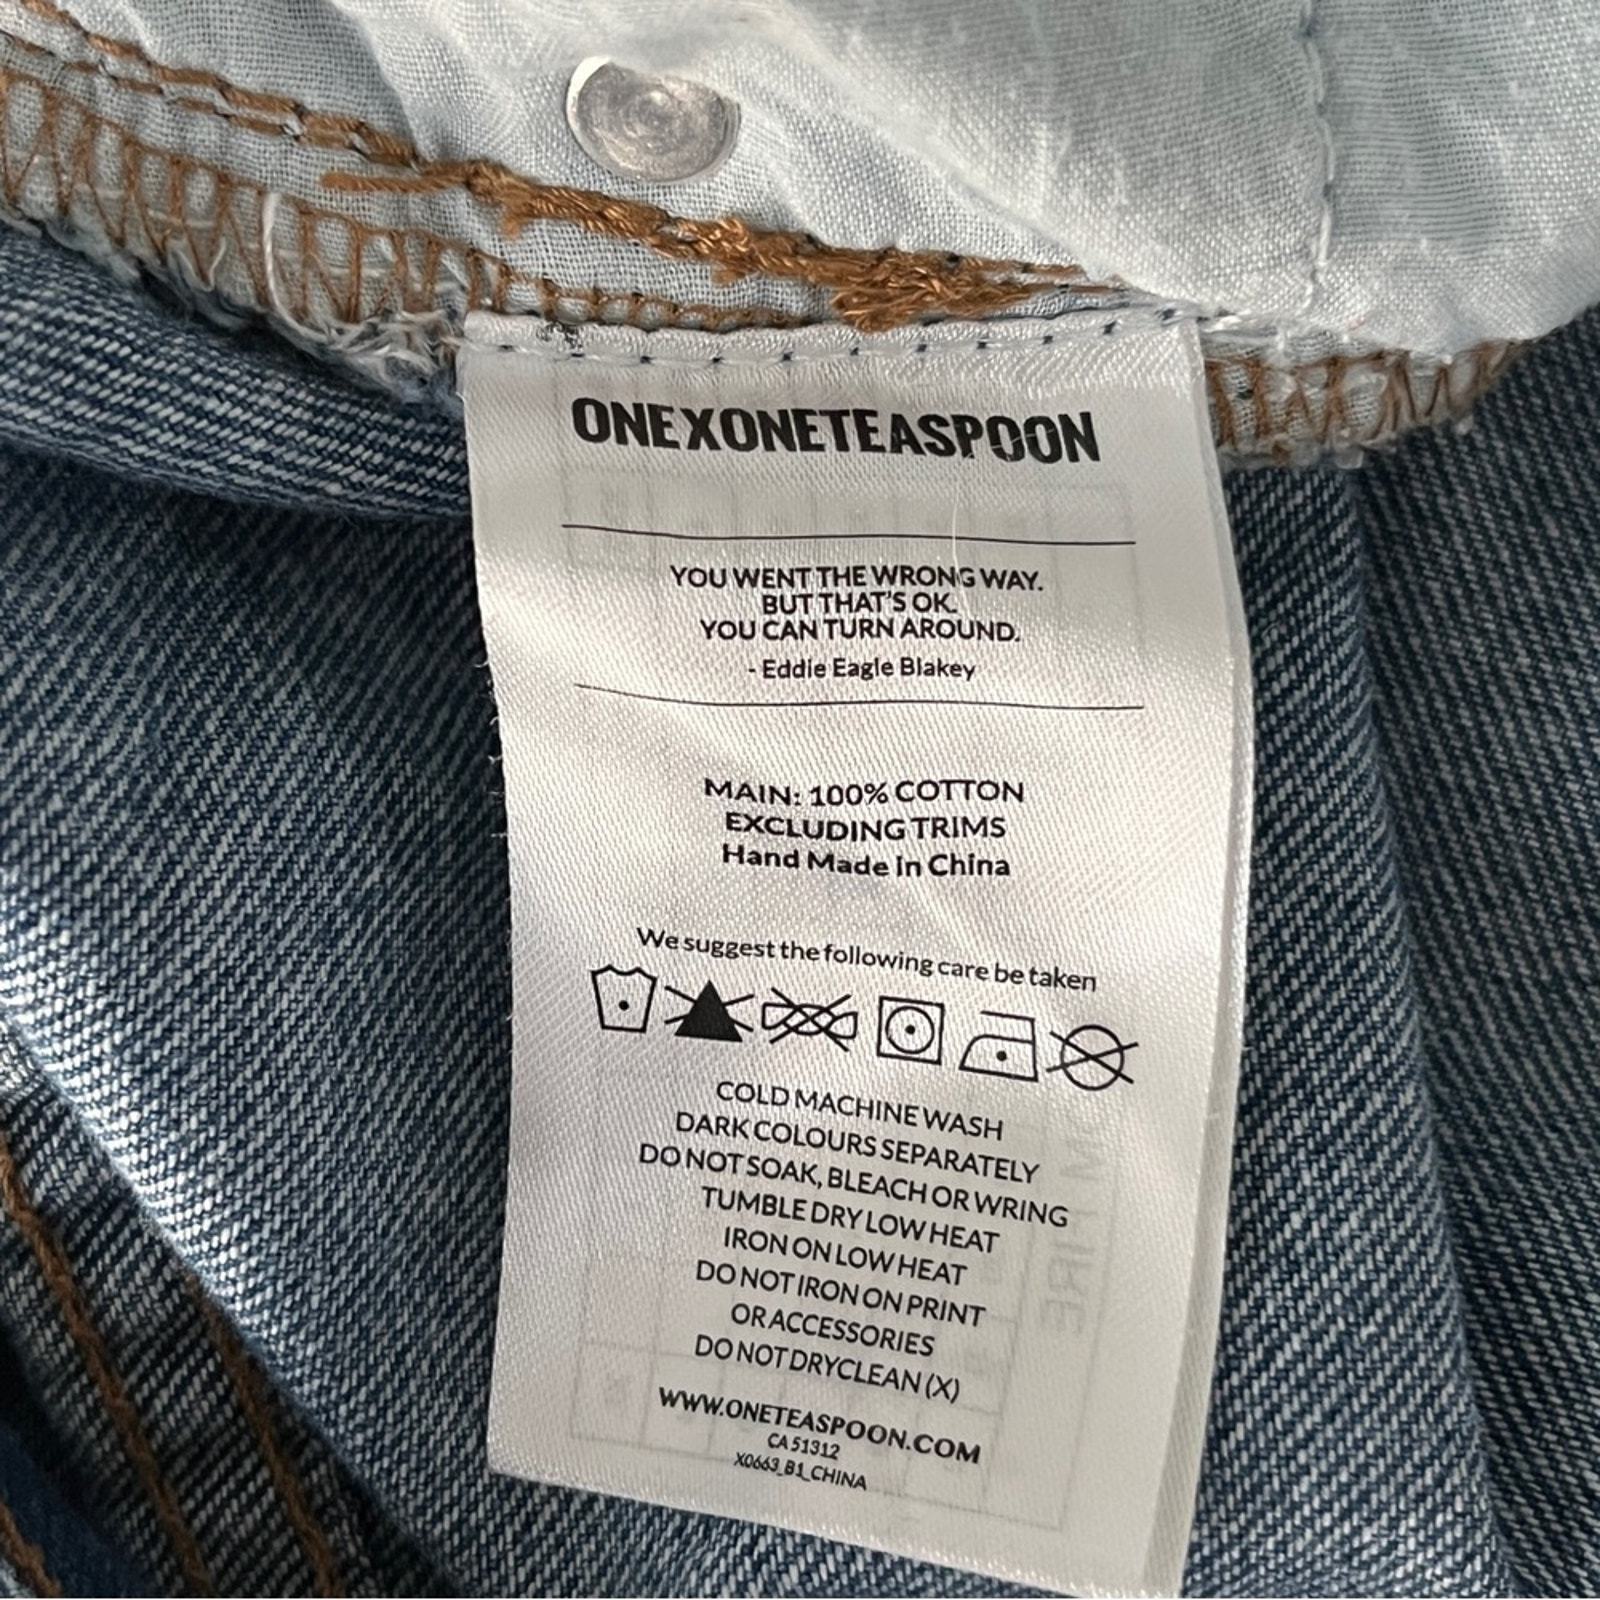 ONEXONETEASPOON
YOU WENT THE WRONG WAY.
BUT THAT'S OK.
YOU CAN TURN AROUND.
- Eddie Eagle Blakey
MAIN: 100% COTTON
EXCLUDING TRIMS
Hand Made in China
We suggest the following care be taken
COLD MACHINE WASH
DARK COLOURS SEPARATELY
DO NOT SOAK, BLEACH OR WRING
TUMBLE DRY LOW HEAT
IRON ON LOW HEAT
DO NOT IRON ON PRINT
OR ACCESSORIES
DO NOT DRYCLEAN (X)
WWW.ONETEASPOON.COM
CA 51312
X0663_B1_CHINA